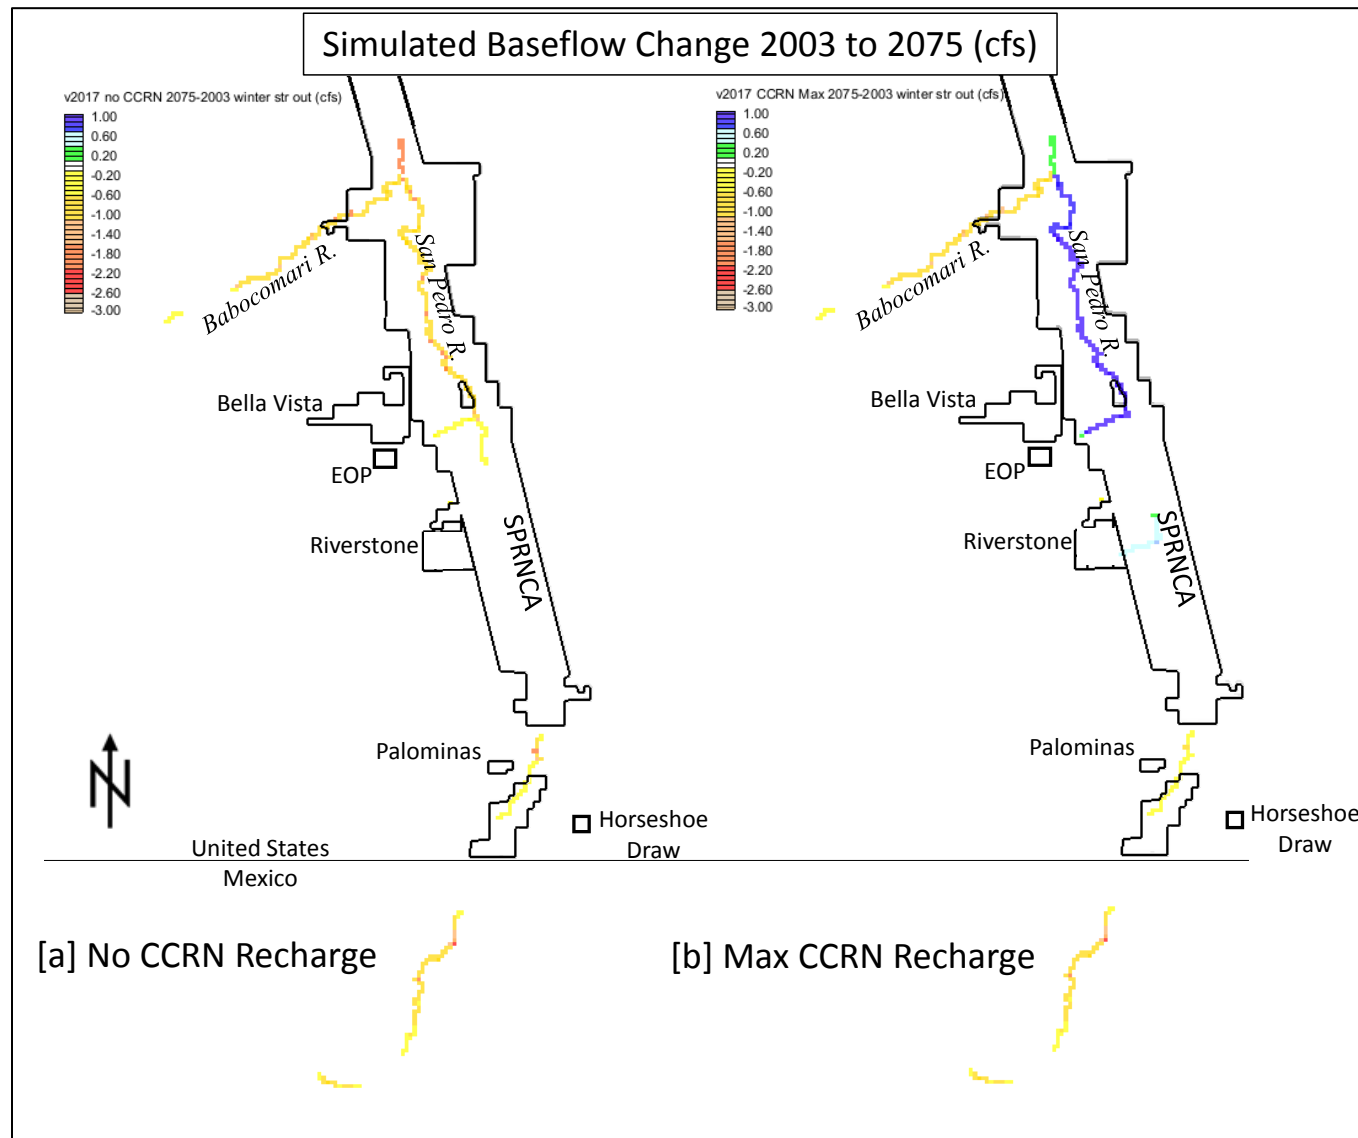 Simulated Baseflow Change 2003 to 2075 (cfs)
v2017 no CCRN 2075-2003 winter str out (cfs)
1.00
0.60
0.20
-0.20
-0.60
-1.00
-1.40
-1.80
-2.20
-2.60
-3.00
Babocomari R.
San Pedro R.
Bella Vista
EOP
Riverstone
SPRNCA
Palominas
Horseshoe
Draw
N
United States
Mexico
[a] No CCRN Recharge
v2017 CCRN Max 2075-2003 winter str out (cfs)
1.00
0.60
0.20
-0.20
-0.60
-1.00
-1.40
-1.80
-2.20
-2.60
-3.00
Babocomari R.
San Pedro R.
Bella Vista
EOP
Riverstone
SPRNCA
Palominas
Horseshoe
Draw
[b] Max CCRN Recharge